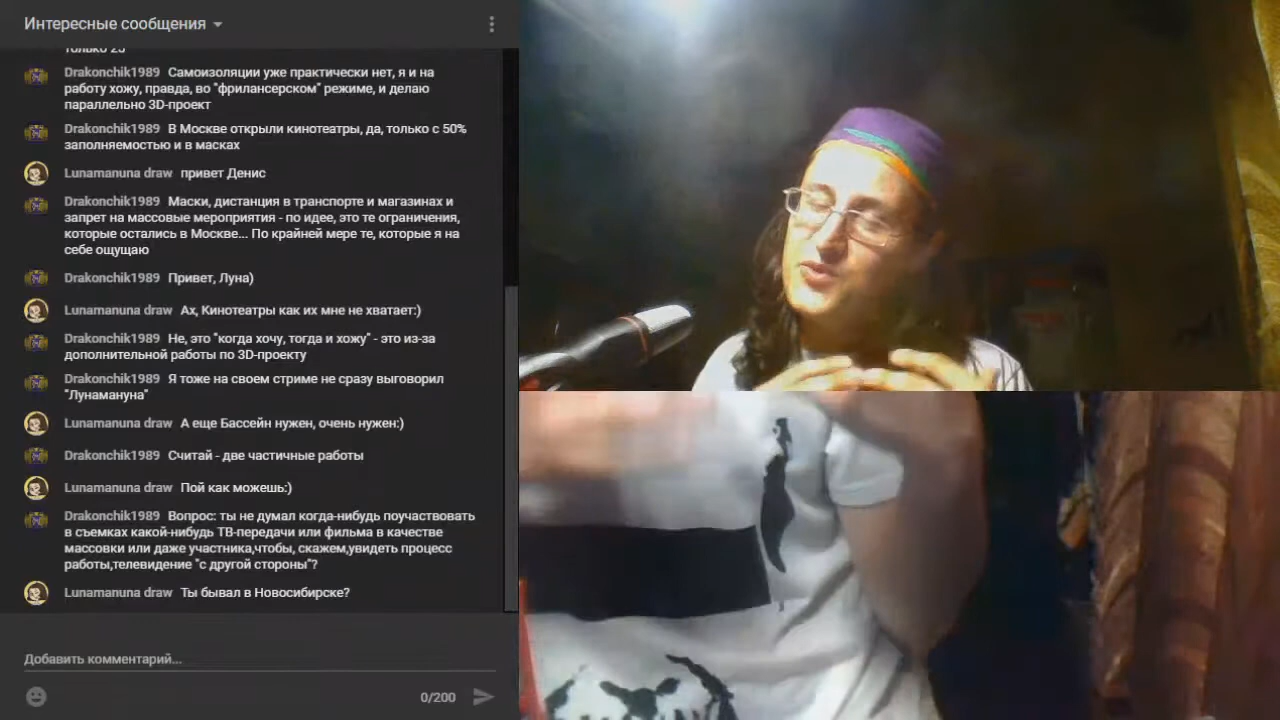 Интересные сообщения
только 25
Drakonchik1989 Самоизоляции уже практически нет, я и на
работу хожу, правда, во "фрилансерском" режиме, и делаю
параллельно 3D-проект
Drakonchik1989 В Москве открыли кинотеатры, да, только с 50%
заполняемостью и в масках
Lunamanuna draw привет Денис
Drakonchik1989 Маски, дистанция в транспорте и магазинах и
запрет на массовые мероприятия - по идее, это те ограничения,
которые остались в Москве... По крайней мере те, которые я на
себе ощущаю
Drakonchik1989 Привет, Луна)
Lunamanuna draw Ах, Кинотеатры как их мне не хватает:)
Drakonchik1989 Не, это "когда хочу, тогда и хожу" - это из-за
дополнительной работы по 3D-проекту
Drakonchik1989 Я тоже на своем стриме не сразу выговорил
"Лунамануна"
Lunamanuna draw А еще Бассейн нужен, очень нужен:)
Drakonchik1989 Считай - две частичные работы
Lunamanuna draw Пой как можешь:)
Drakonchik1989 Вопрос: ты не думал когда-нибудь поучаствовать
в съемках какой-нибудь ТВ-передачи или фильма в качестве
массовки или даже участника,чтобы, скажем,увидеть процесс
работы,телевидение "с другой стороны"?
Lunamanuna draw Ты бывал в Новосибирске?
Добавить комментарий...
0/200